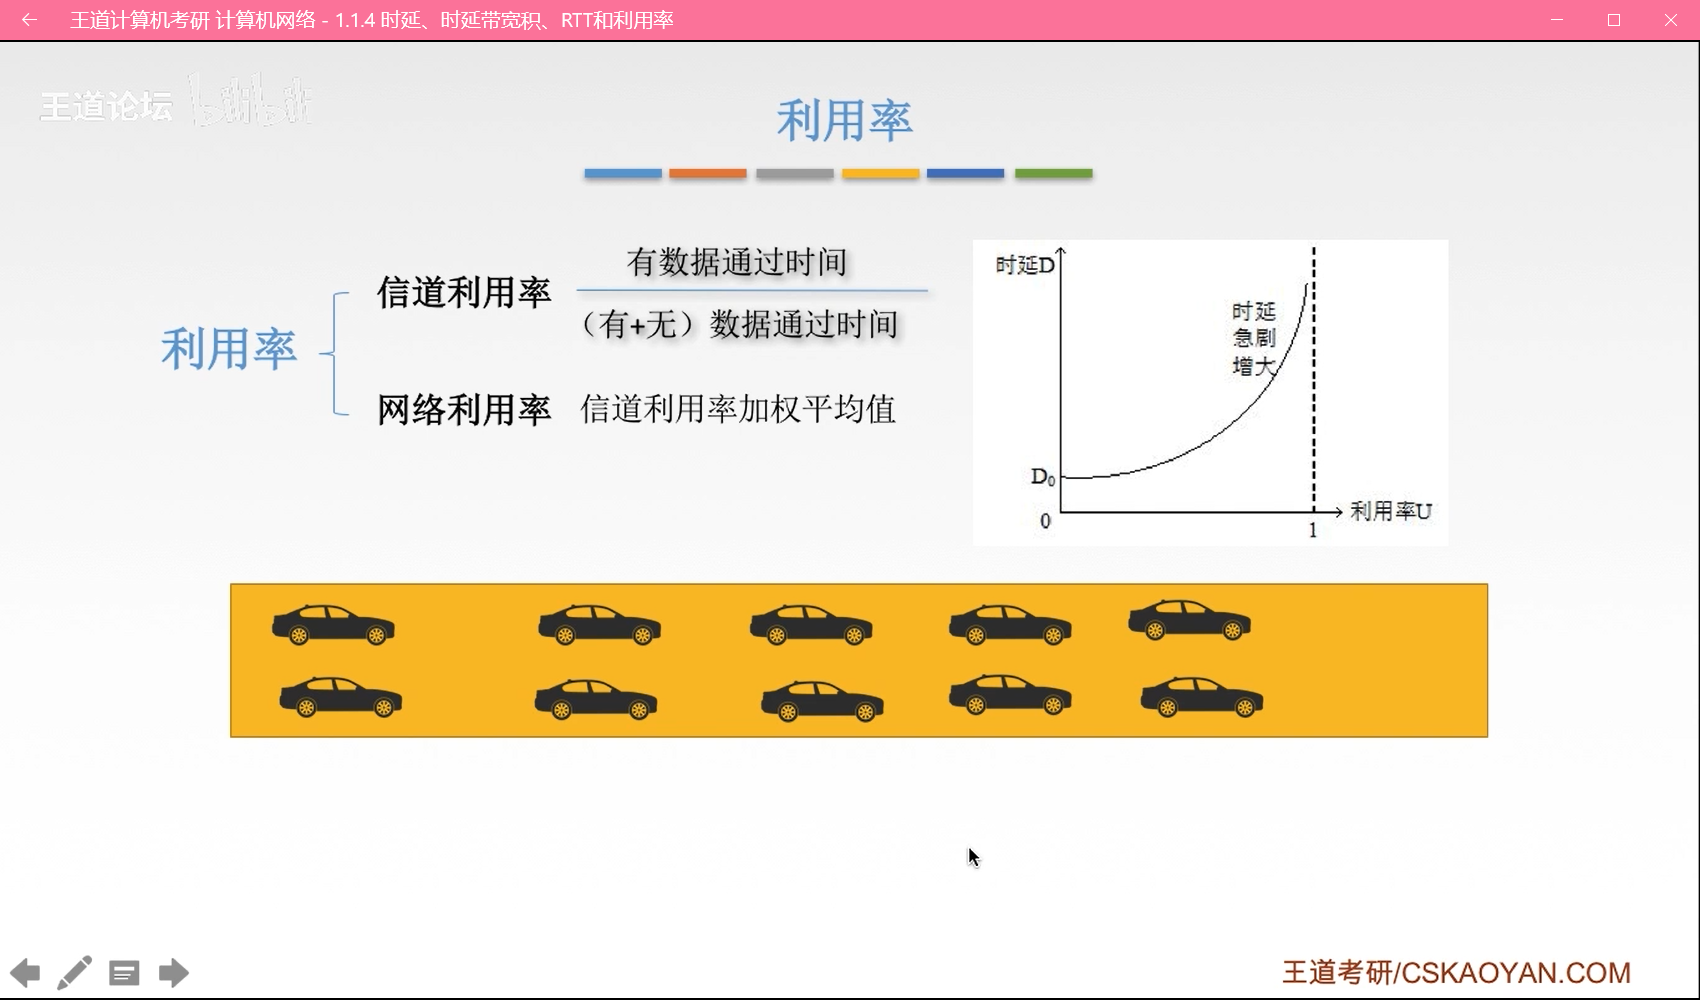 王道计算机考研 计算机网络 - 1.1.4 时延、时延带宽积、RTT和利用率
王道论坛 bilibili
利用率
利用率
信道利用率
有数据通过时间
（有+无）数据通过时间
网络利用率 信道利用率加权平均值
时延D
时延
急剧
增大
D₀
0
1
利用率U
王道考研/CSKAOYAN.COM